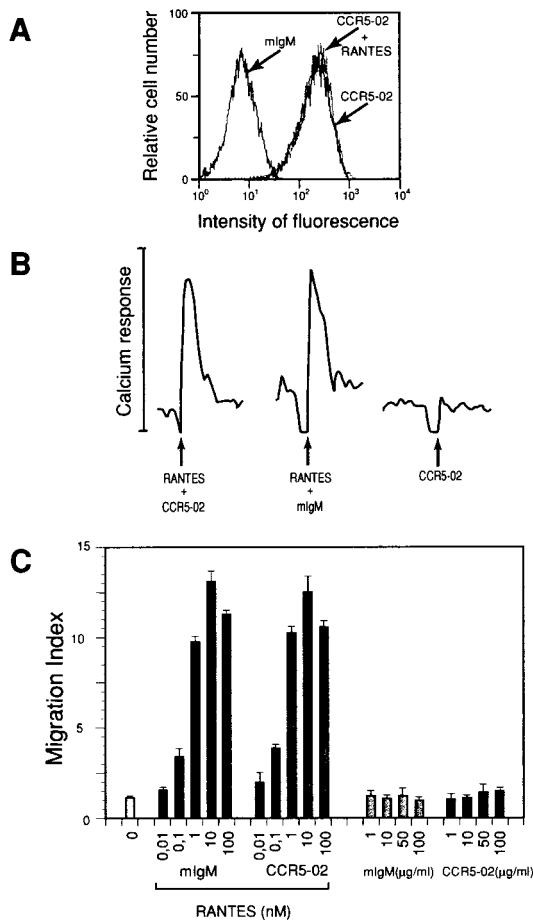 A
Relative cell number
100
50
0
mIgM
CCR5-02
+
RANTES
CCR5-02
10⁰ 10¹ 10² 10³ 10⁴
Intensity of fluorescence
B
Calcium response
RANTES
+
CCR5-02
RANTES
+
mIgM
CCR5-02
C
Migration Index
15
10
5
0
0 0,01 0,1 1 10 100 0,01 0,1 1 10 100 1 10 50 100 1 10 50 100
mIgM CCR5-02 mIgM(µg/ml) CCR5-02(µg/ml)
RANTES (nM)